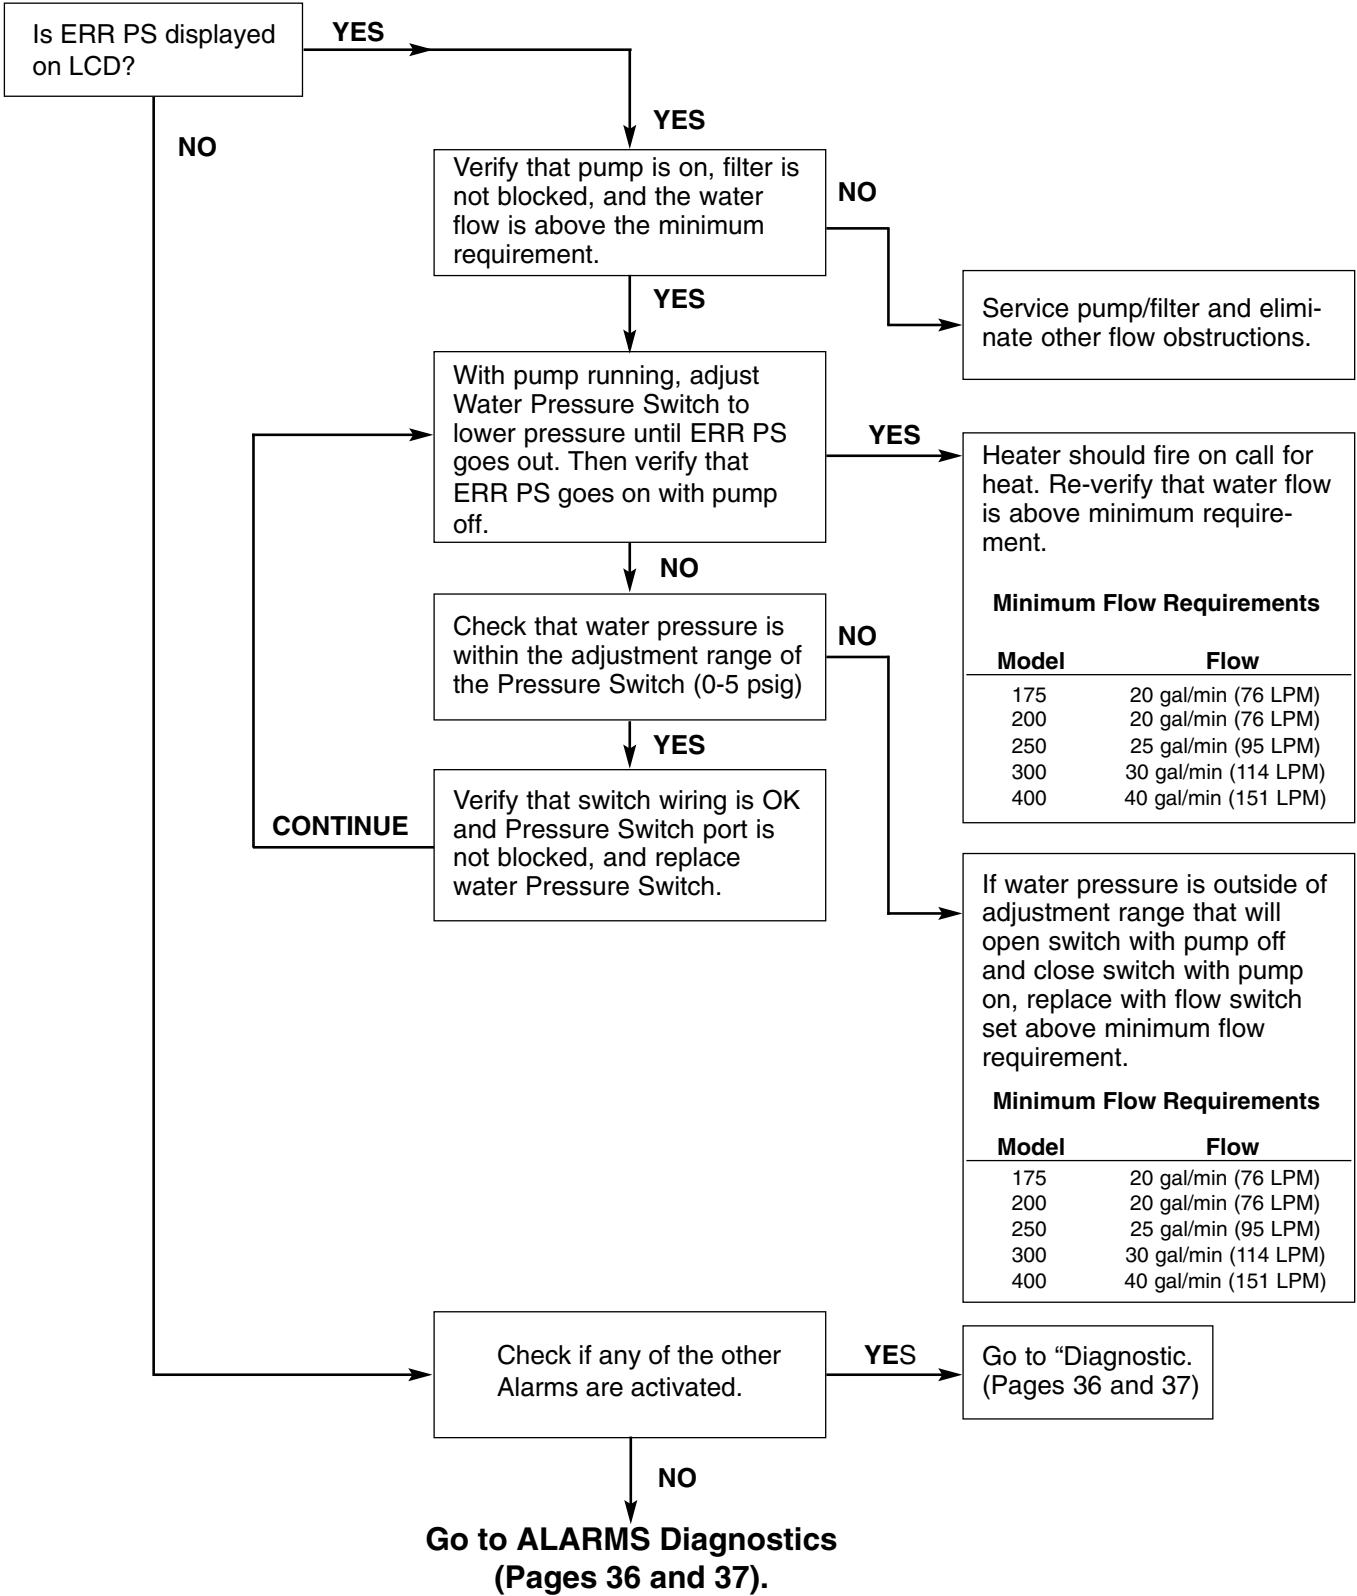 Is ERR PS displayed
on LCD?
YES
NO
YES
Verify that pump is on, filter is
not blocked, and the water
flow is above the minimum
requirement.
NO
Service pump/filter and elimi-
nate other flow obstructions.
YES
With pump running, adjust
Water Pressure Switch to
lower pressure until ERR PS
goes out. Then verify that
ERR PS goes on with pump
off.
YES
Heater should fire on call for
heat. Re-verify that water flow
is above minimum require-
ment.
Minimum Flow Requirements
Model Flow
175 20 gal/min (76 LPM)
200 20 gal/min (76 LPM)
250 25 gal/min (95 LPM)
300 30 gal/min (114 LPM)
400 40 gal/min (151 LPM)
NO
Check that water pressure is
within the adjustment range of
the Pressure Switch (0-5 psig)
NO
YES
Verify that switch wiring is OK
and Pressure Switch port is
not blocked, and replace
water Pressure Switch.
CONTINUE
If water pressure is outside of
adjustment range that will
open switch with pump off
and close switch with pump
on, replace with flow switch
set above minimum flow
requirement.
Minimum Flow Requirements
Model Flow
175 20 gal/min (76 LPM)
200 20 gal/min (76 LPM)
250 25 gal/min (95 LPM)
300 30 gal/min (114 LPM)
400 40 gal/min (151 LPM)
Check if any of the other
Alarms are activated.
YES
Go to “Diagnostic.
(Pages 36 and 37)
NO
Go to ALARMS Diagnostics
(Pages 36 and 37).